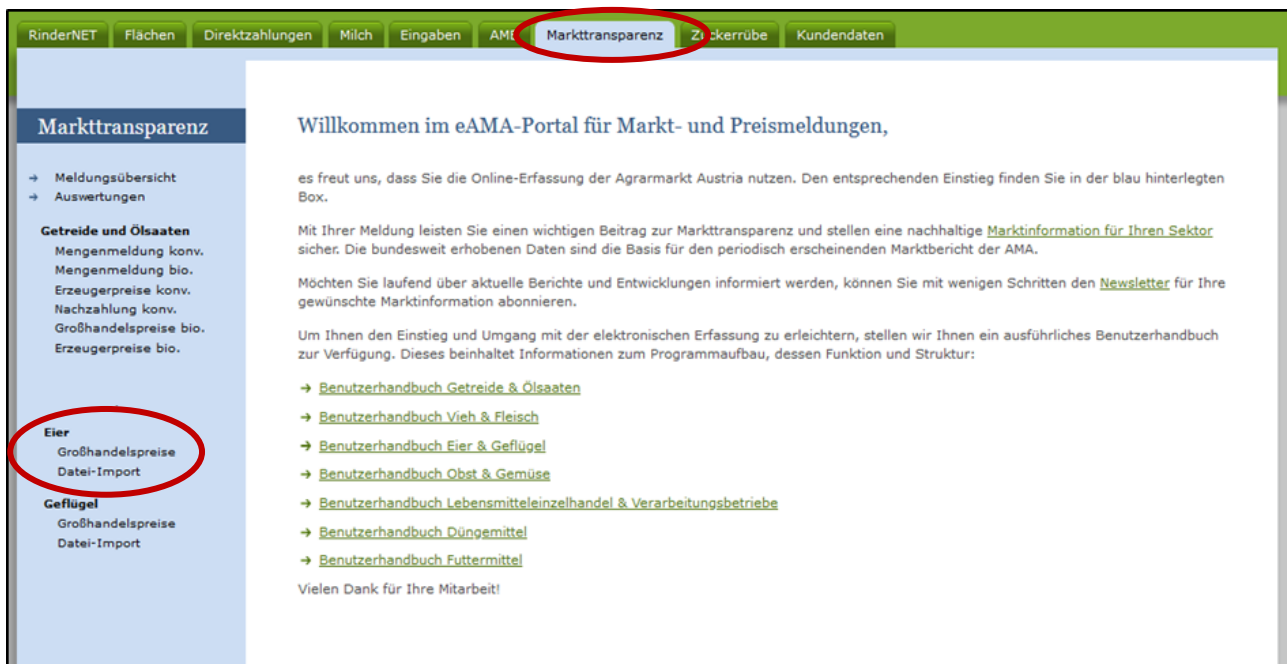 RinderNET Flächen Direktzahlungen Milch Eingaben AMB Markttransparenz Zuckerrübe Kundendaten
Markttransparenz
Meldungsübersicht
Auswertungen
Getreide und Ölsaaten
Mengenmeldung konv.
Mengenmeldung bio.
Erzeugerpreise konv.
Nachzahlung konv.
Großhandelspreise bio.
Erzeugerpreise bio.
Eier
Großhandelspreise
Datei-Import
Geflügel
Großhandelspreise
Datei-Import
Willkommen im eAMA-Portal für Markt- und Preismeldungen,
es freut uns, dass Sie die Online-Erfassung der Agrarmarkt Austria nutzen. Den entsprechenden Einstieg finden Sie in der blau hinterlegten
Box.
Mit Ihrer Meldung leisten Sie einen wichtigen Beitrag zur Markttransparenz und stellen eine nachhaltige Marktinformation für Ihren Sektor
sicher. Die bundesweit erhobenen Daten sind die Basis für den periodisch erscheinenden Marktbericht der AMA.
Möchten Sie laufend über aktuelle Berichte und Entwicklungen informiert werden, können Sie mit wenigen Schritten den Newsletter für Ihre
gewünschte Marktinformation abonnieren.
Um Ihnen den Einstieg und Umgang mit der elektronischen Erfassung zu erleichtern, stellen wir Ihnen ein ausführliches Benutzerhandbuch
zur Verfügung. Dieses beinhaltet Informationen zum Programmaufbau, dessen Funktion und Struktur:
Benutzerhandbuch Getreide & Ölsaaten
Benutzerhandbuch Vieh & Fleisch
Benutzerhandbuch Eier & Geflügel
Benutzerhandbuch Obst & Gemüse
Benutzerhandbuch Lebensmitteleinzelhandel & Verarbeitungsbetriebe
Benutzerhandbuch Düngemittel
Benutzerhandbuch Futtermittel
Vielen Dank für Ihre Mitarbeit!